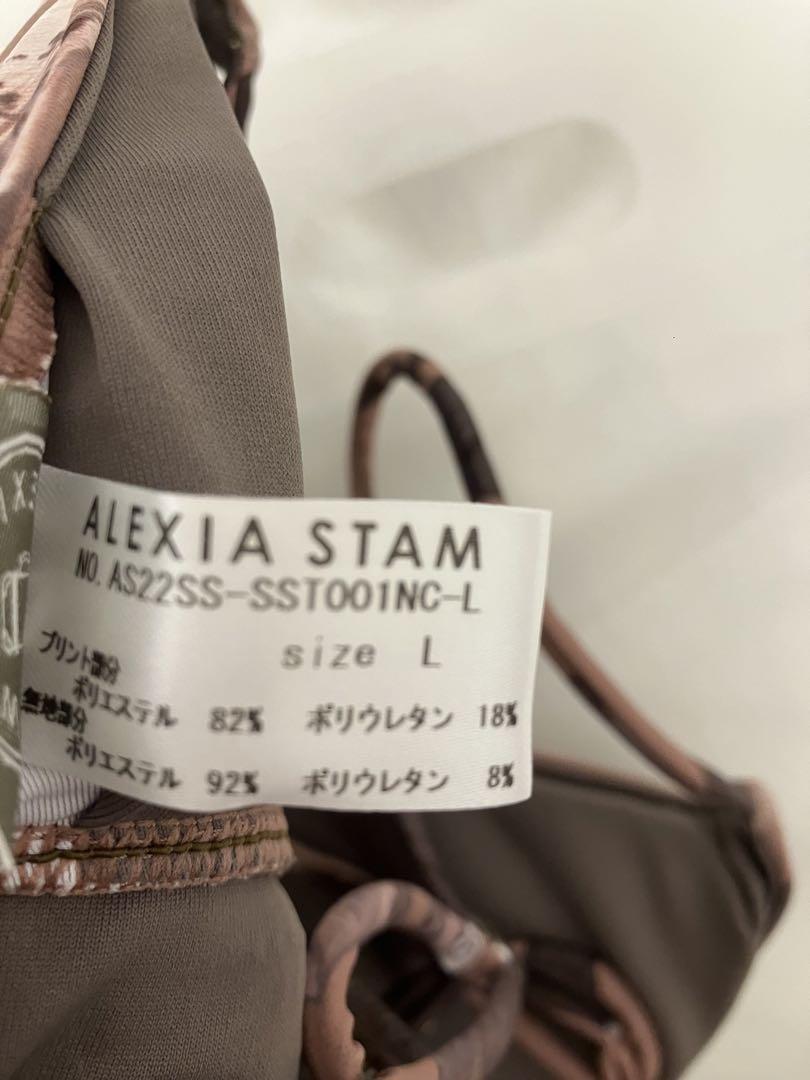 ALEXIA STAM
NO. AS22SS-SST001NC-L
size L
プリント部分
ポリエステル 82% ポリウレタン 18%
無地部分
ポリエステル 92% ポリウレタン 8%